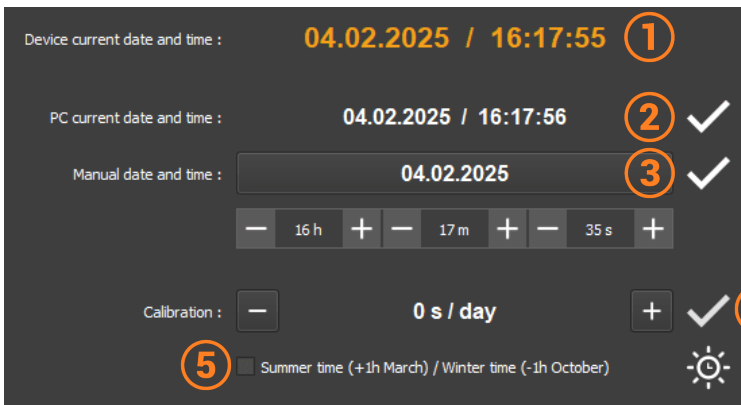 Device current date and time : 04.02.2025 / 16:17:55 1
PC current date and time : 04.02.2025 / 16:17:56 2
Manual date and time : 04.02.2025 3
− 16 h + − 17 m + − 35 s +
Calibration : − 0 s / day +
5 Summer time (+1h March) / Winter time (-1h October)